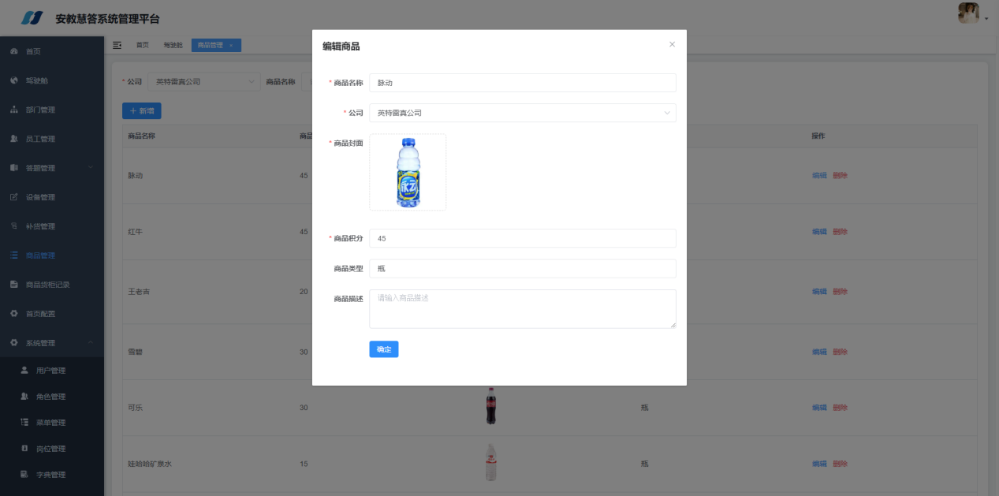 安教慧答系统管理平台
首页
驾驶舱
商品管理 ×
首页
驾驶舱
部门管理
员工管理
答题管理
设备管理
补货管理
商品管理
商品货柜记录
首页配置
系统管理
用户管理
角色管理
菜单管理
岗位管理
字典管理
* 公司
英特雷真公司
商品名称
+ 新增
商品名称
操作
脉动
45
编辑 删除
红牛
45
编辑 删除
王老吉
20
编辑 删除
雪碧
30
编辑 删除
可乐
30
瓶
编辑 删除
娃哈哈矿泉水
15
瓶
编辑 删除
编辑商品
* 商品名称
脉动
* 公司
英特雷真公司
* 商品封面
* 商品积分
45
商品类型
瓶
商品描述
请输入商品描述
确定